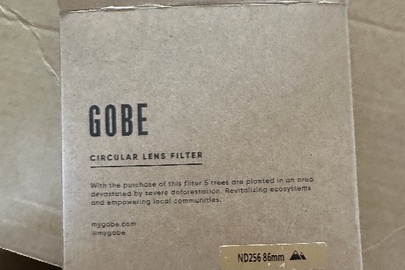 GOBE
CIRCULAR LENS FILTER
With the purchase of this filter 5 trees are planted in an area
devastated by severe deforestation. Revitalizing ecosystems
and empowering local communities.
mygobe.com
@mygobe
ND256 86mm